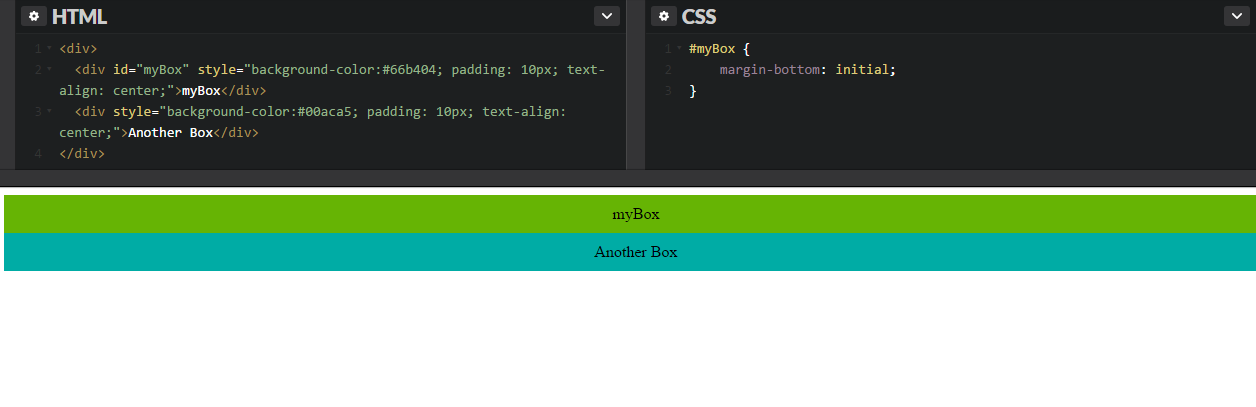 HTML
1 <div>
2 <div id="myBox" style="background-color:#66b404; padding: 10px; text-
align: center;">myBox</div>
3 <div style="background-color:#00aca5; padding: 10px; text-align:
center;">Another Box</div>
4 </div>
CSS
1 #myBox {
2 margin-bottom: initial;
3 }
myBox
Another Box